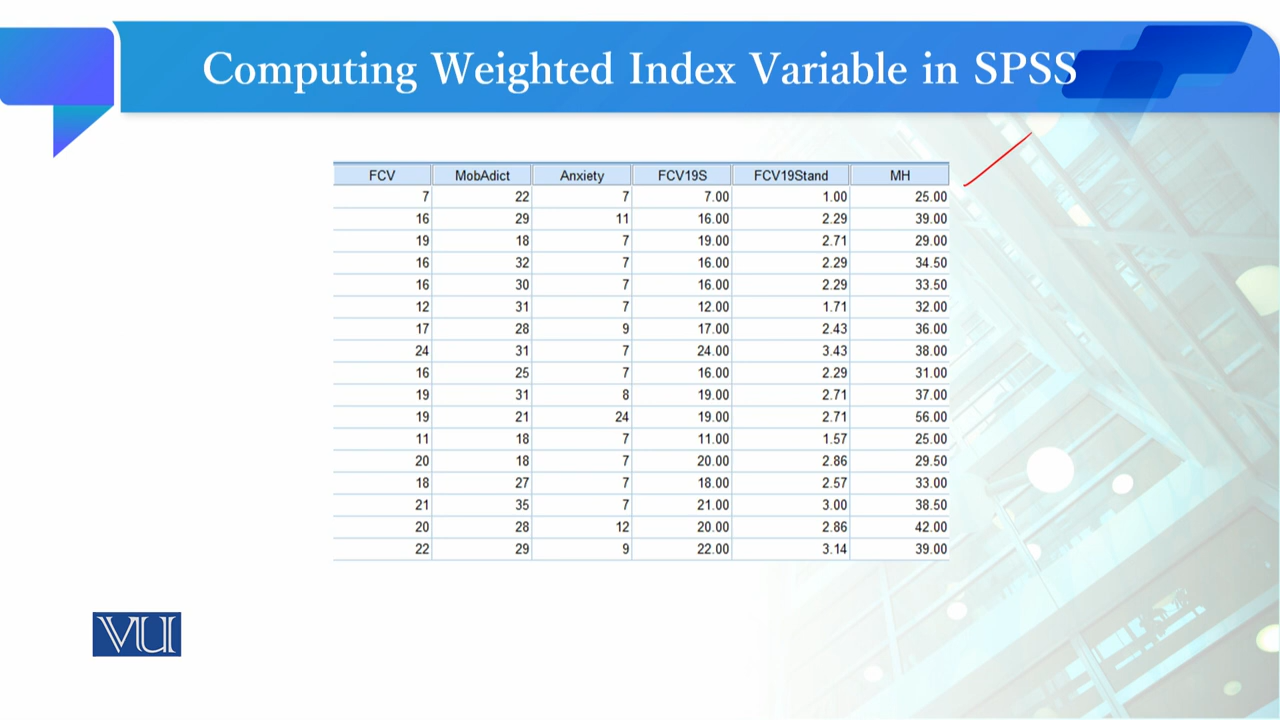 Computing Weighted Index Variable in SPSS
FCV MobAdict Anxiety FCV19S FCV19Stand MH
7 22 7 7.00 1.00 25.00
16 29 11 16.00 2.29 39.00
19 18 7 19.00 2.71 29.00
16 32 7 16.00 2.29 34.50
16 30 7 16.00 2.29 33.50
12 31 7 12.00 1.71 32.00
17 28 9 17.00 2.43 36.00
24 31 7 24.00 3.43 38.00
16 25 7 16.00 2.29 31.00
19 31 8 19.00 2.71 37.00
19 21 24 19.00 2.71 56.00
11 18 7 11.00 1.57 25.00
20 18 7 20.00 2.86 29.50
18 27 7 18.00 2.57 33.00
21 35 7 21.00 3.00 38.50
20 28 12 20.00 2.86 42.00
22 29 9 22.00 3.14 39.00
VU